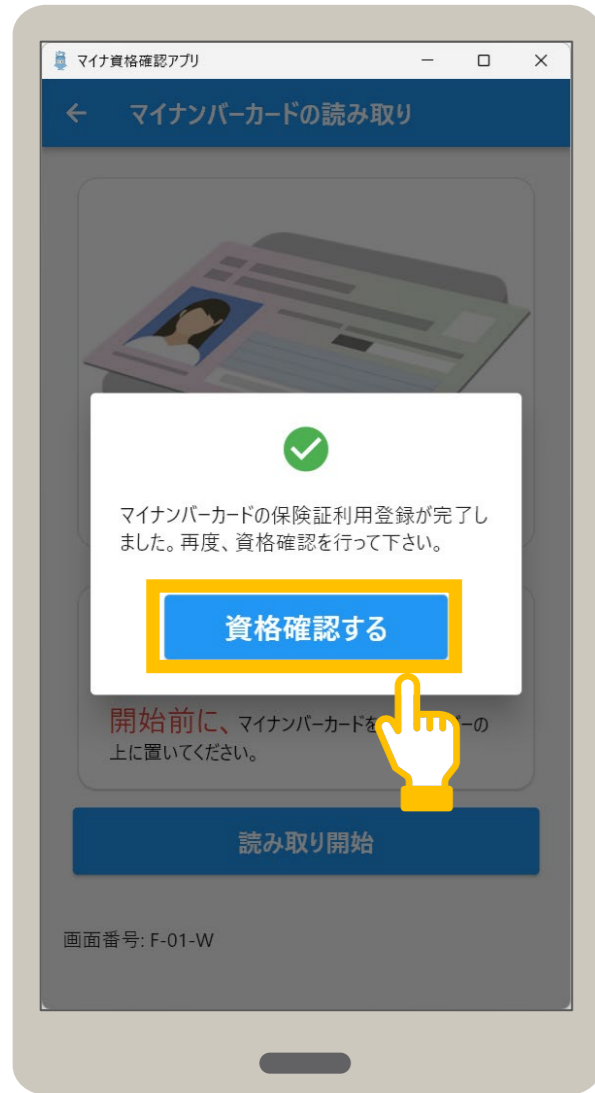 マイナ資格確認アプリ
マイナンバーカードの読み取り
マイナンバーカードの保険証利用登録が完了し
ました。再度、資格確認を行って下さい。
資格確認する
開始前に、マイナンバーカードを ーの
上に置いてください。
読み取り開始
画面番号: F-01-W